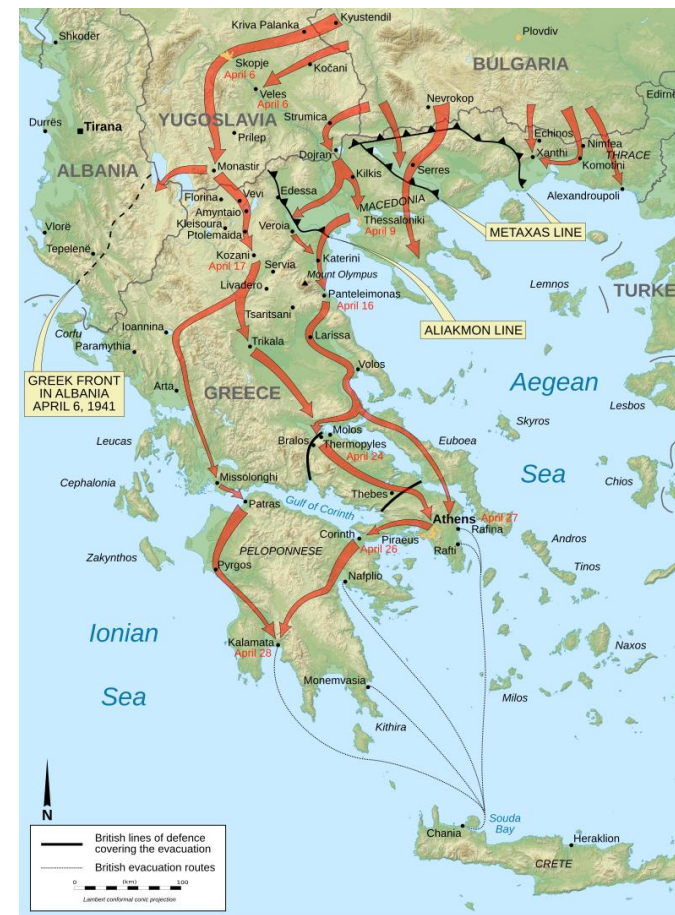 Kyustendil
Kriva Palanka
Plovdiv
Shkodër
Skopje
April 6
Kočani
BULGARIA
Veles
April 6
Nevrokop
Edirne
Durrës
Tirana
YUGOSLAVIA
Strumica
Prilep
Echinos
Nimfea
Dojran
Xanthi
THRACE
Komotini
ALBANIA
Monastir
Serres
Kilkis
Florina
Vevi
Edessa
Alexandroupoli
Amyntaio
MACEDONIA
Kleisoura
Thessaloniki
April 9
Vlorë
Ptolemaida
Veroia
METAXAS LINE
Tepelenë
Kozani
April 17
Katerini
Servia
Mount Olympus
Livadero
Panteleimonas
April 16
Lemnos
TURKE
Tsaritsani
Corfu
Ioannina
ALIAKMON LINE
Paramythia
Trikala
Larissa
Volos
GREEK FRONT
IN ALBANIA
APRIL 6, 1941
Arta
GREECE
Aegean
Lesbos
Skyros
Molos
Bralos
Thermopyles
April 24
Euboea
Leucas
Sea
Cephalonia
Missolonghi
Thebes
Chios
Patras
Gulf of Corinth
Athens
April 27
Rafina
Corinth
April 26
Piraeus
Andros
PELOPONNESE
Rafti
Zakynthos
Pyrgos
Tinos
Nafplio
Ionian
Kalamata
April 28
Naxos
Monemvasia
Sea
Milos
Kithira
N
Souda
Bay
Chania
Heraklion
CRETE
British lines of defence
covering the evacuation
British evacuation routes
0 (km) 100
Lambert conformal conic projection